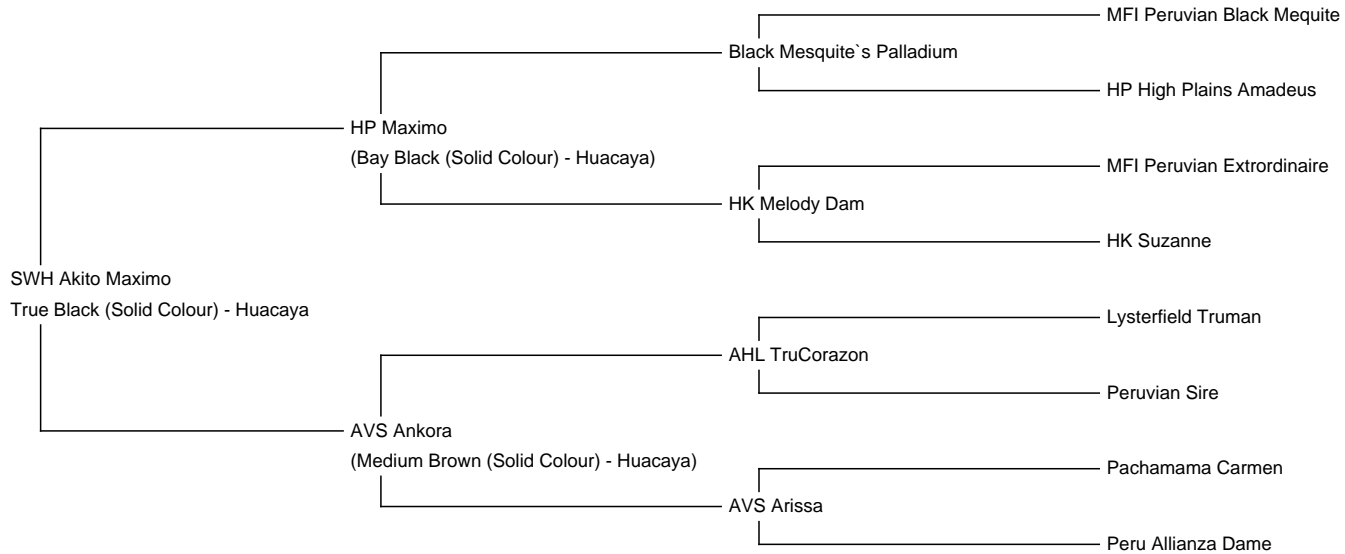 MFI Peruvian Black Mequite
Black Mesquite`s Palladium
HP High Plains Amadeus
HP Maximo
(Bay Black (Solid Colour) - Huacaya)
MFI Peruvian Extrordinaire
HK Melody Dam
HK Suzanne
SWH Akito Maximo
True Black (Solid Colour) - Huacaya
Lysterfield Truman
AHL TruCorazon
Peruvian Sire
AVS Ankora
(Medium Brown (Solid Colour) - Huacaya)
Pachamama Carmen
AVS Arissa
Peru Allianza Dame